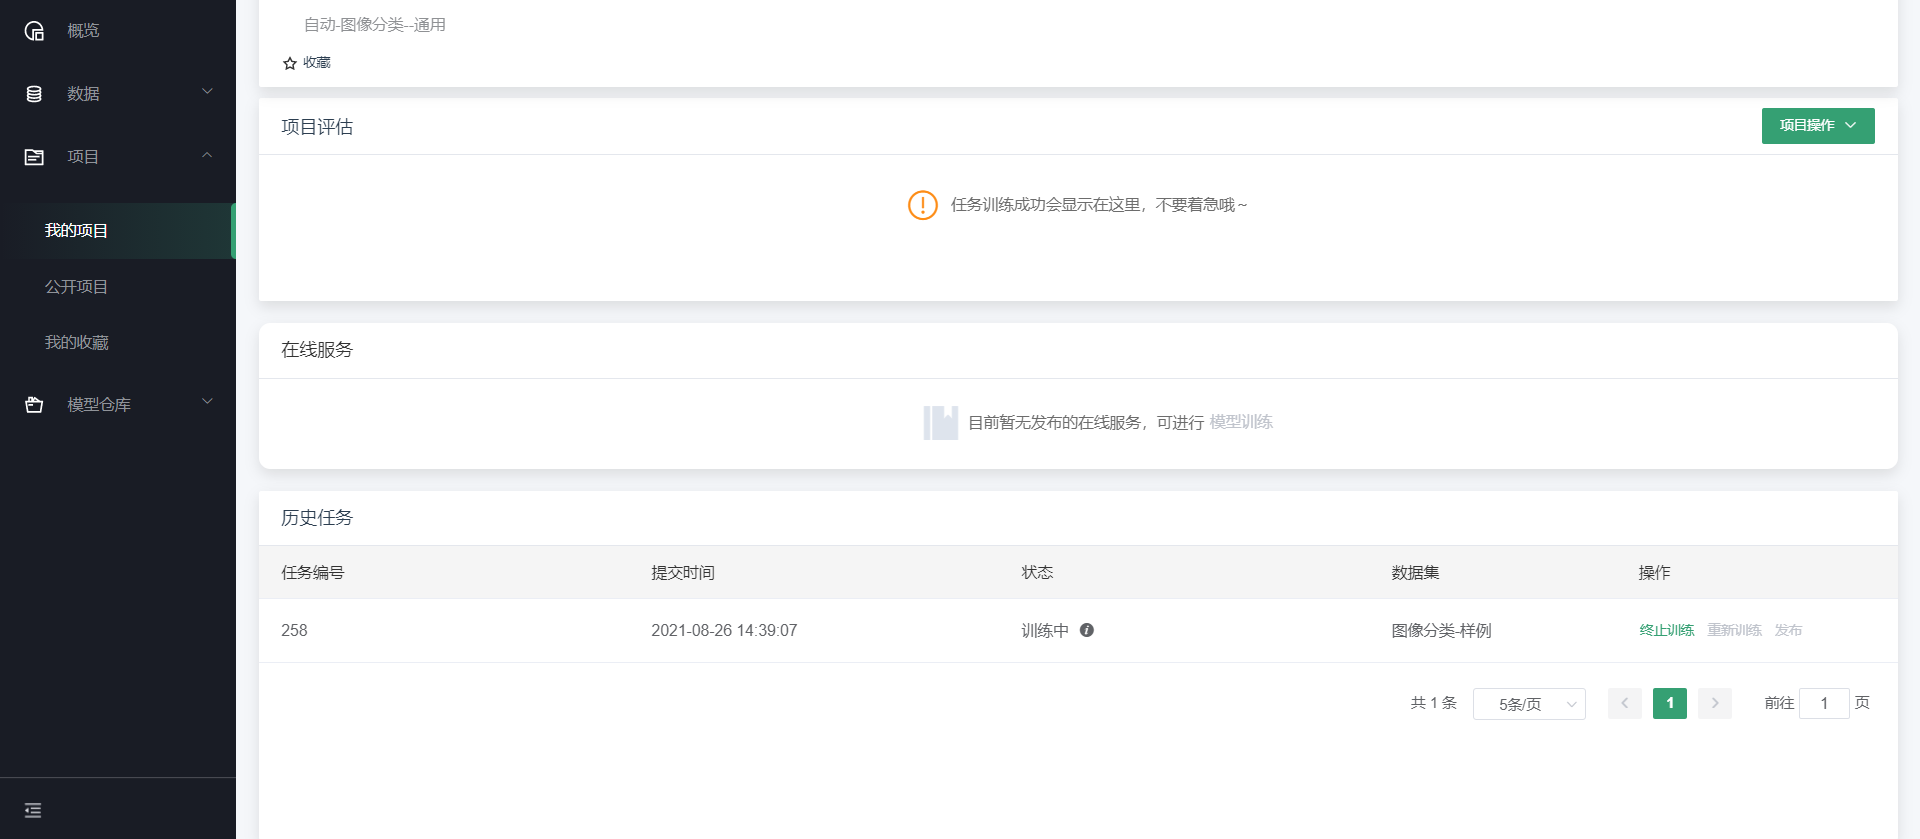 概览
数据
项目
我的项目
公开项目
我的收藏
模型仓库
自动-图像分类--通用
收藏
项目评估
项目操作
任务训练成功会显示在这里，不要着急哦~
在线服务
目前暂无发布的在线服务，可进行 模型训练
历史任务
任务编号 提交时间 状态 数据集 操作
258 2021-08-26 14:39:07 训练中 图像分类-样例 终止训练 重新训练 发布
共 1 条 5条/页 1 前往 1 页